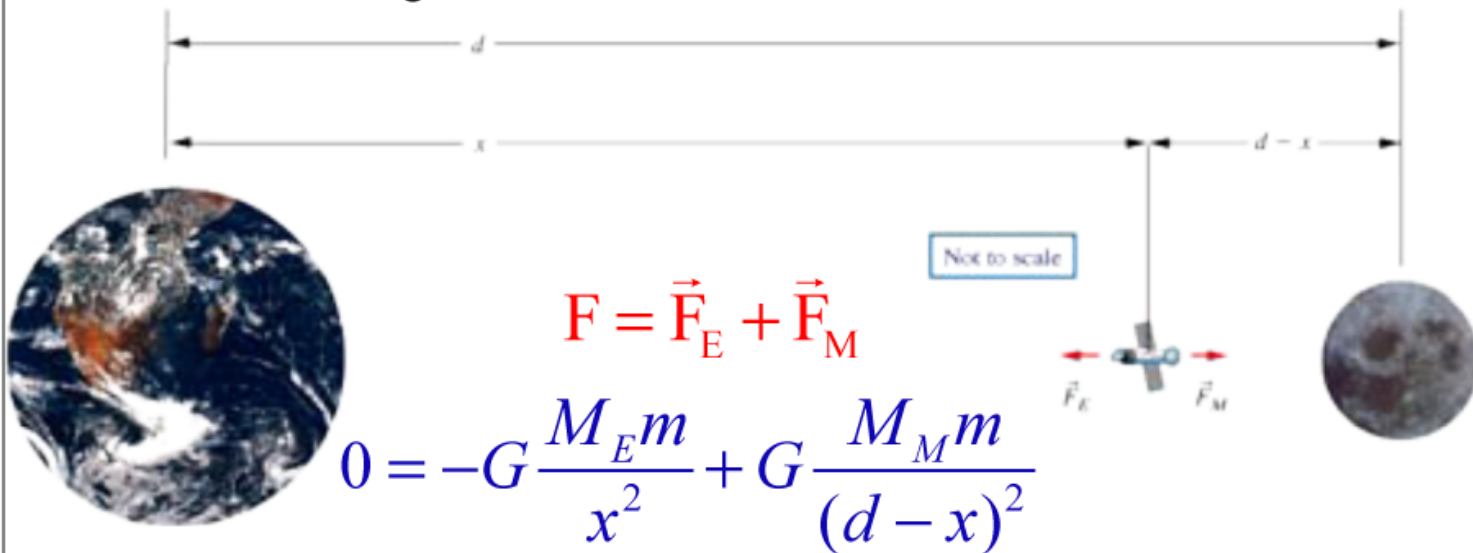 d
x
d − x
Not to scale
F = F⃗_E + F⃗_M
F⃗_E
F⃗_M
0 = −G M_E m / x² + G M_M m / (d − x)²